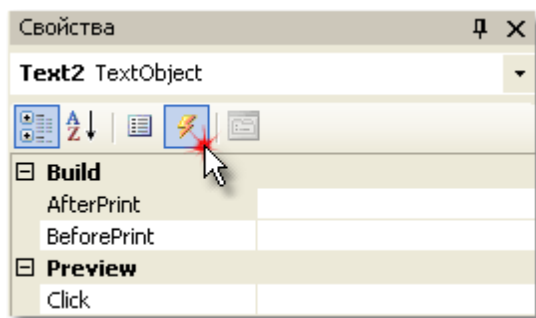 Свойства
Text2 TextObject
A Z
Build
AfterPrint
BeforePrint
Preview
Click